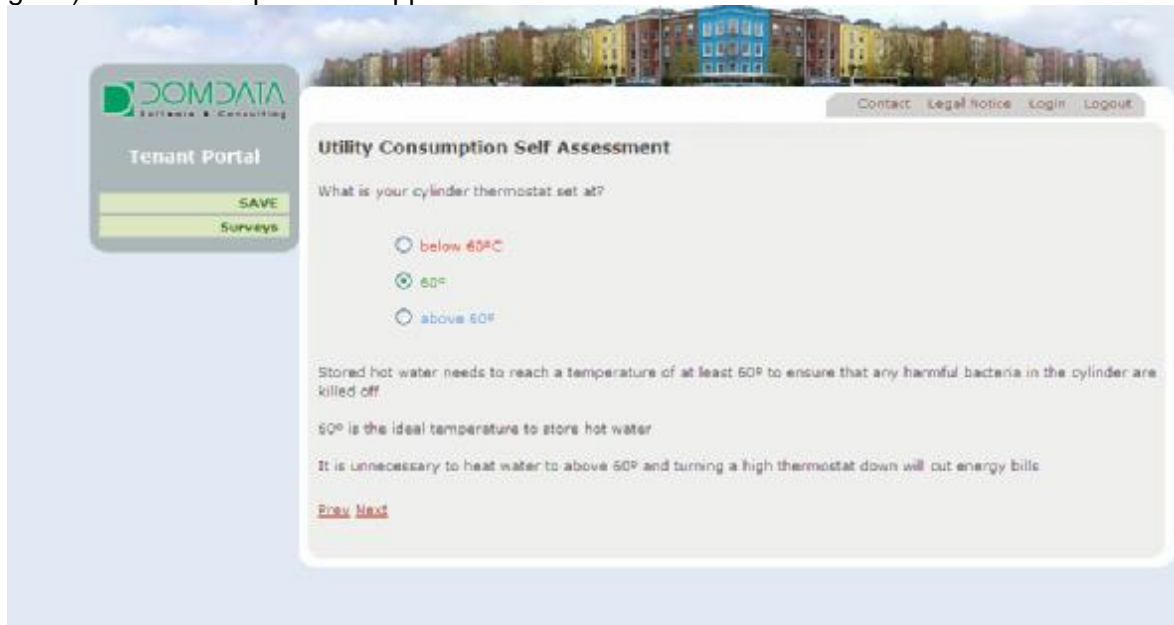 DOMDATA
Software & Consulting
Contact Legal Notice Login Logout
Tenant Portal
SAVE
Surveys
Utility Consumption Self Assessment
What is your cylinder thermostat set at?
below 60ºC
60º
above 60º
Stored hot water needs to reach a temperature of at least 60º to ensure that any harmful bacteria in the cylinder are
killed off
60º is the ideal temperature to store hot water
It is unnecessary to heat water to above 60º and turning a high thermostat down will cut energy bills
Prev Next